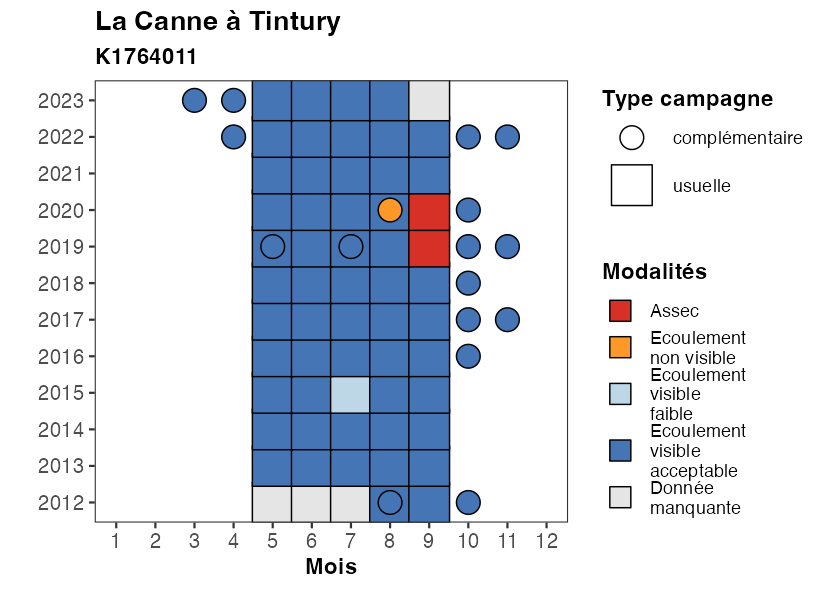 La Canne à Tintury
K1764011
2023
2022
2021
2020
2019
2018
2017
2016
2015
2014
2013
2012
1 2 3 4 5 6 7 8 9 10 11 12
Mois
Type campagne
complémentaire
usuelle
Modalités
Assec
Ecoulement
non visible
Ecoulement
visible
faible
Ecoulement
visible
acceptable
Donnée
manquante